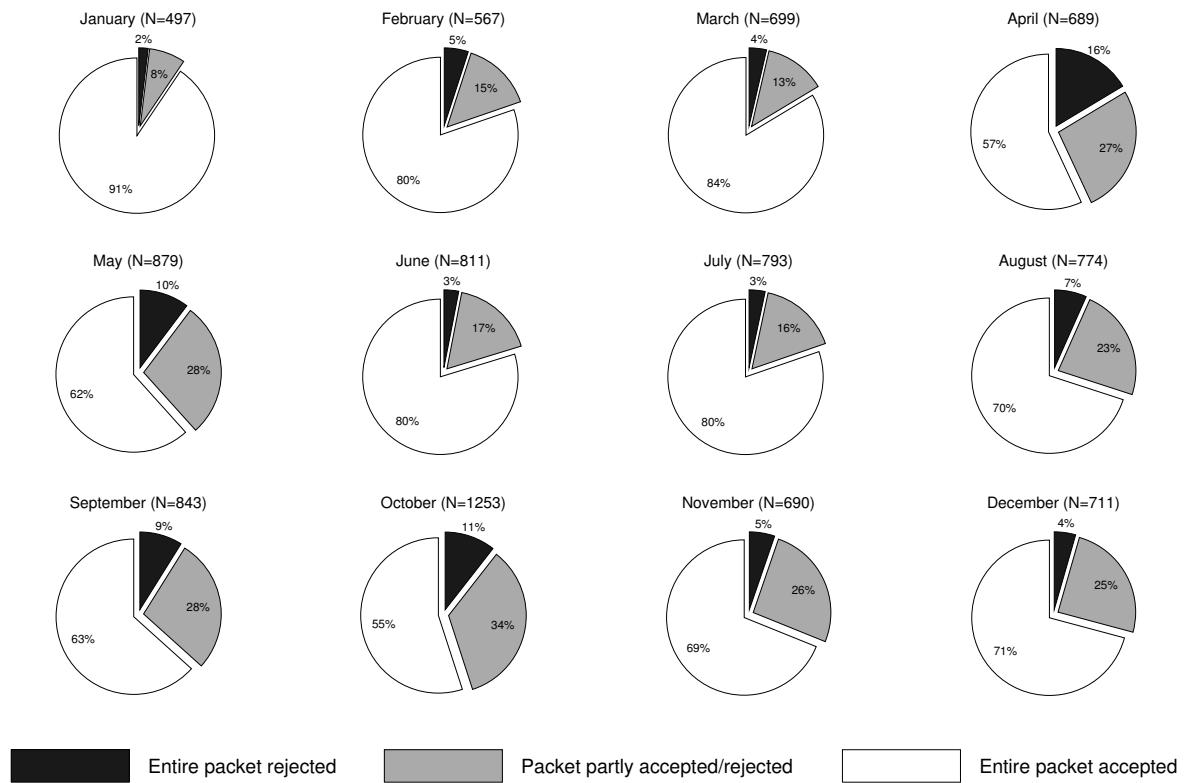 January (N=497)
2%
8%
91%
February (N=567)
5%
15%
80%
March (N=699)
4%
13%
84%
April (N=689)
16%
27%
57%
May (N=879)
10%
28%
62%
June (N=811)
3%
17%
80%
July (N=793)
3%
16%
80%
August (N=774)
7%
23%
70%
September (N=843)
9%
28%
63%
October (N=1253)
11%
34%
55%
November (N=690)
5%
26%
69%
December (N=711)
4%
25%
71%
Entire packet rejected
Packet partly accepted/rejected
Entire packet accepted